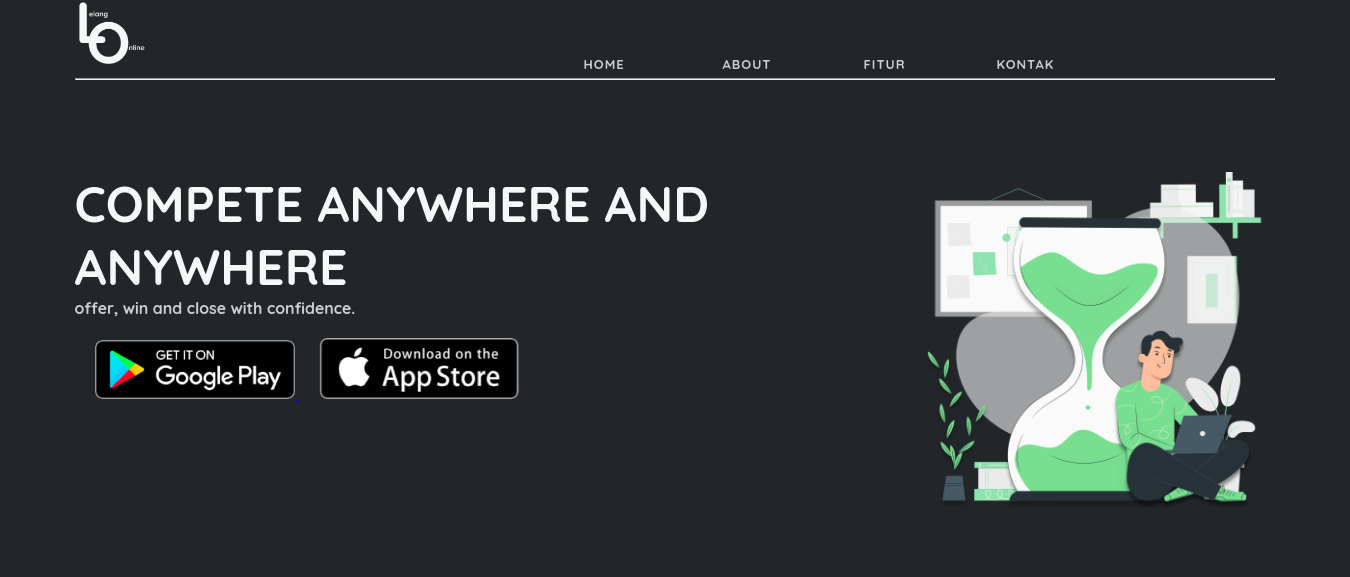 elang
nline
HOME ABOUT FITUR KONTAK
COMPETE ANYWHERE AND
ANYWHERE
offer, win and close with confidence.
GET IT ON
Google Play
Download on the
App Store